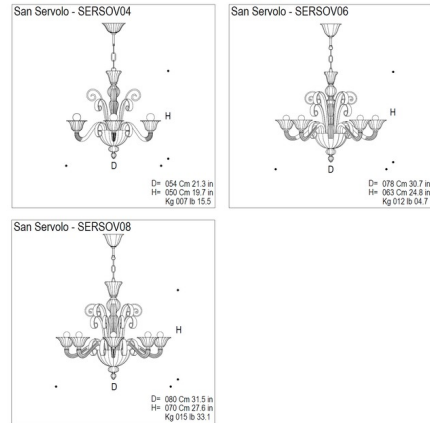 San Servolo - SERSOV04
H
D
D= 054 Cm 21.3 in
H= 050 Cm 19.7 in
Kg 007 lb 15.5
San Servolo - SERSOV06
H
D
D= 078 Cm 30.7 in
H= 063 Cm 24.8 in
Kg 012 lb 04.7
San Servolo - SERSOV08
H
D
D= 080 Cm 31.5 in
H= 070 Cm 27.6 in
Kg 015 lb 33.1